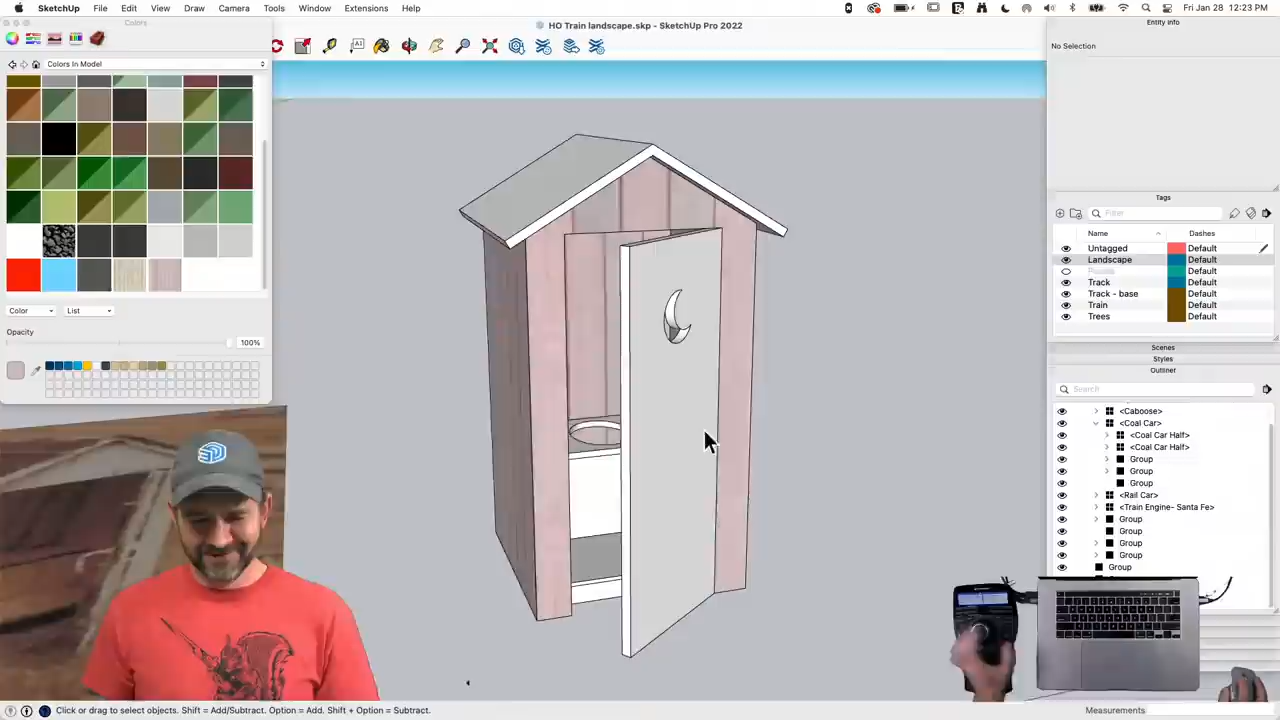 SketchUp File Edit View Draw Camera Tools Window Extensions Help
Fri Jan 28 12:23 PM
Colors
HO Train landscape.skp - SketchUp Pro 2022
Entity Info
No Selection
Colors In Model
Color
List
Opacity
100%
Tags
Filter
Name Dashes
Untagged Default
Landscape Default
Default
Track Default
Track - base Default
Train Default
Trees Default
Scenes
Styles
Outliner
Search
<Caboose>
<Coal Car>
<Coal Car Half>
<Coal Car Half>
Group
Group
Group
<Rail Car>
<Train Engine- Santa Fe>
Group
Group
Group
Group
Group
Click or drag to select objects. Shift = Add/Subtract. Option = Add. Shift + Option = Subtract.
Measurements